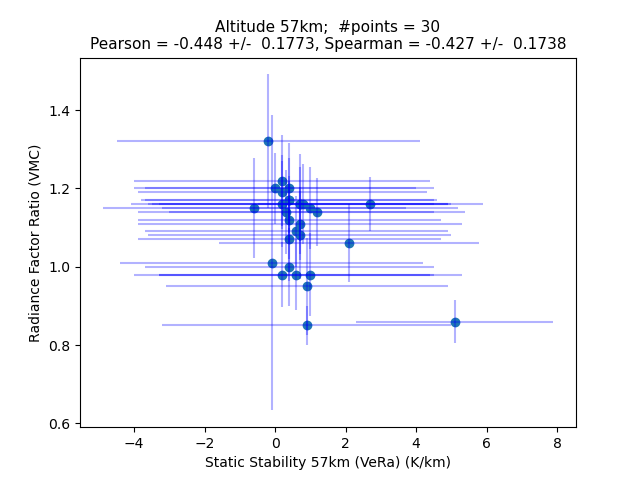 Altitude 57km;  #points = 30
Pearson = -0.448 +/-  0.1773, Spearman = -0.427 +/-  0.1738
Radiance Factor Ratio (VMC)
1.4
1.2
1.0
0.8
0.6
−4 −2 0 2 4 6 8
Static Stability 57km (VeRa) (K/km)